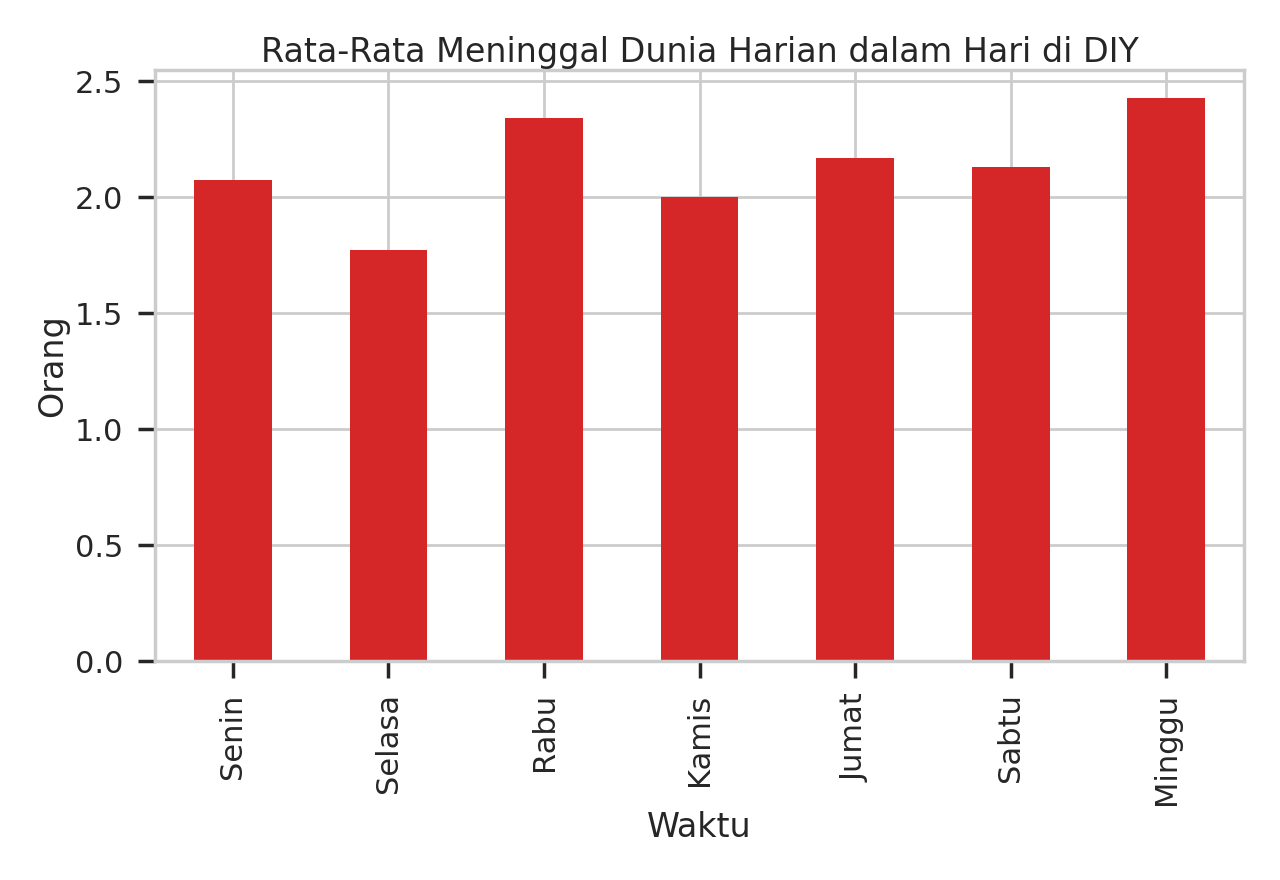 Rata-Rata Meninggal Dunia Harian dalam Hari di DIY
2.5
2.0
1.5
1.0
0.5
0.0
Orang
Senin
Selasa
Rabu
Kamis
Jumat
Sabtu
Minggu
Waktu